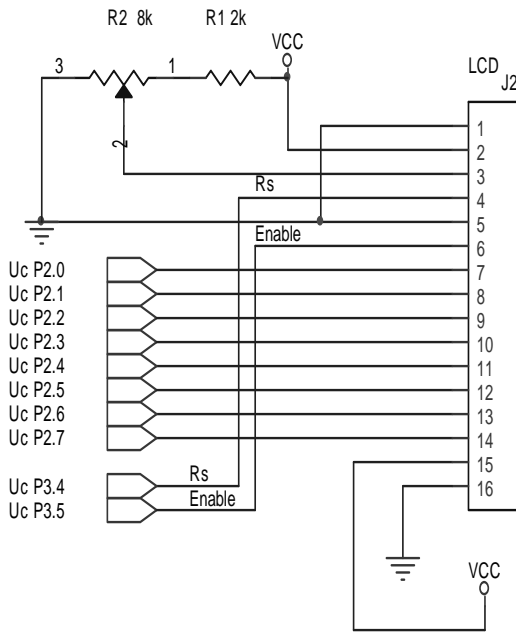 R2 8k R1 2k
VCC
LCD
J2
3 1
2
1
2
3
Rs
4
5
Enable
6
Uc P2.0 7
Uc P2.1 8
Uc P2.2 9
Uc P2.3 10
Uc P2.4 11
Uc P2.5 12
Uc P2.6 13
Uc P2.7 14
15
Rs
Uc P3.4 16
Enable
Uc P3.5
VCC